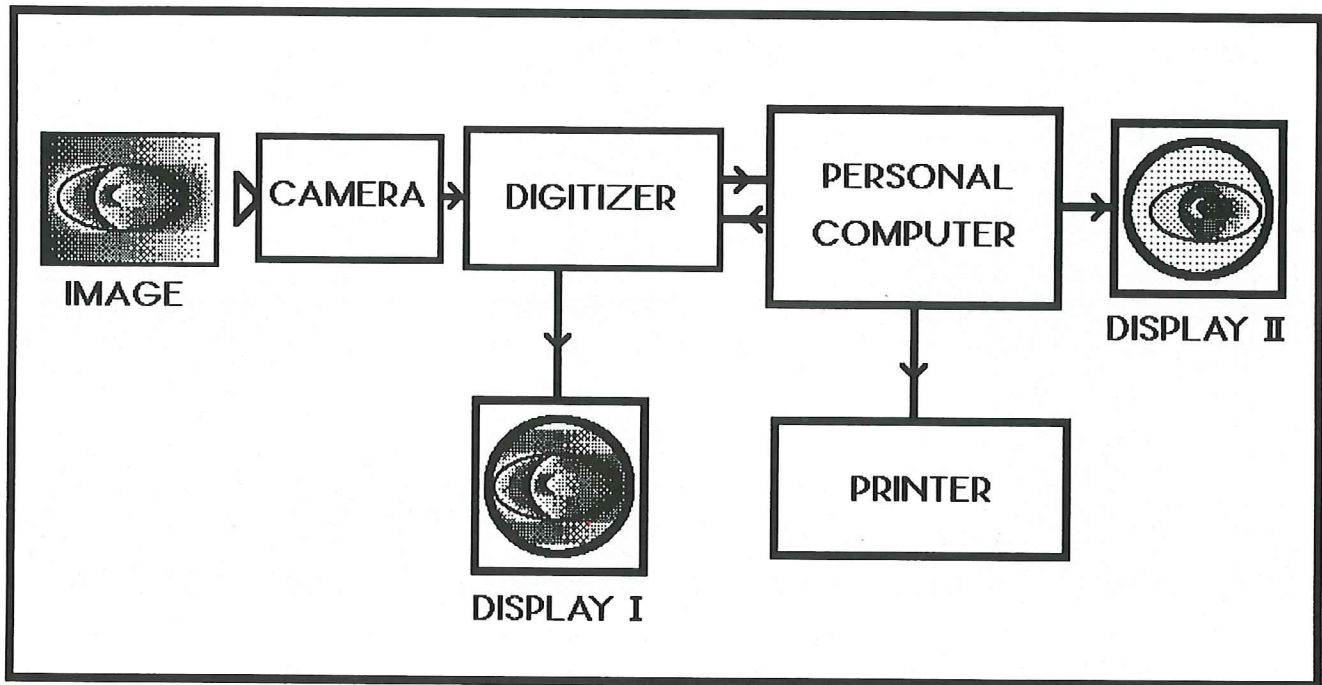 IMAGE
CAMERA
DIGITIZER
PERSONAL
COMPUTER
DISPLAY II
DISPLAY I
PRINTER